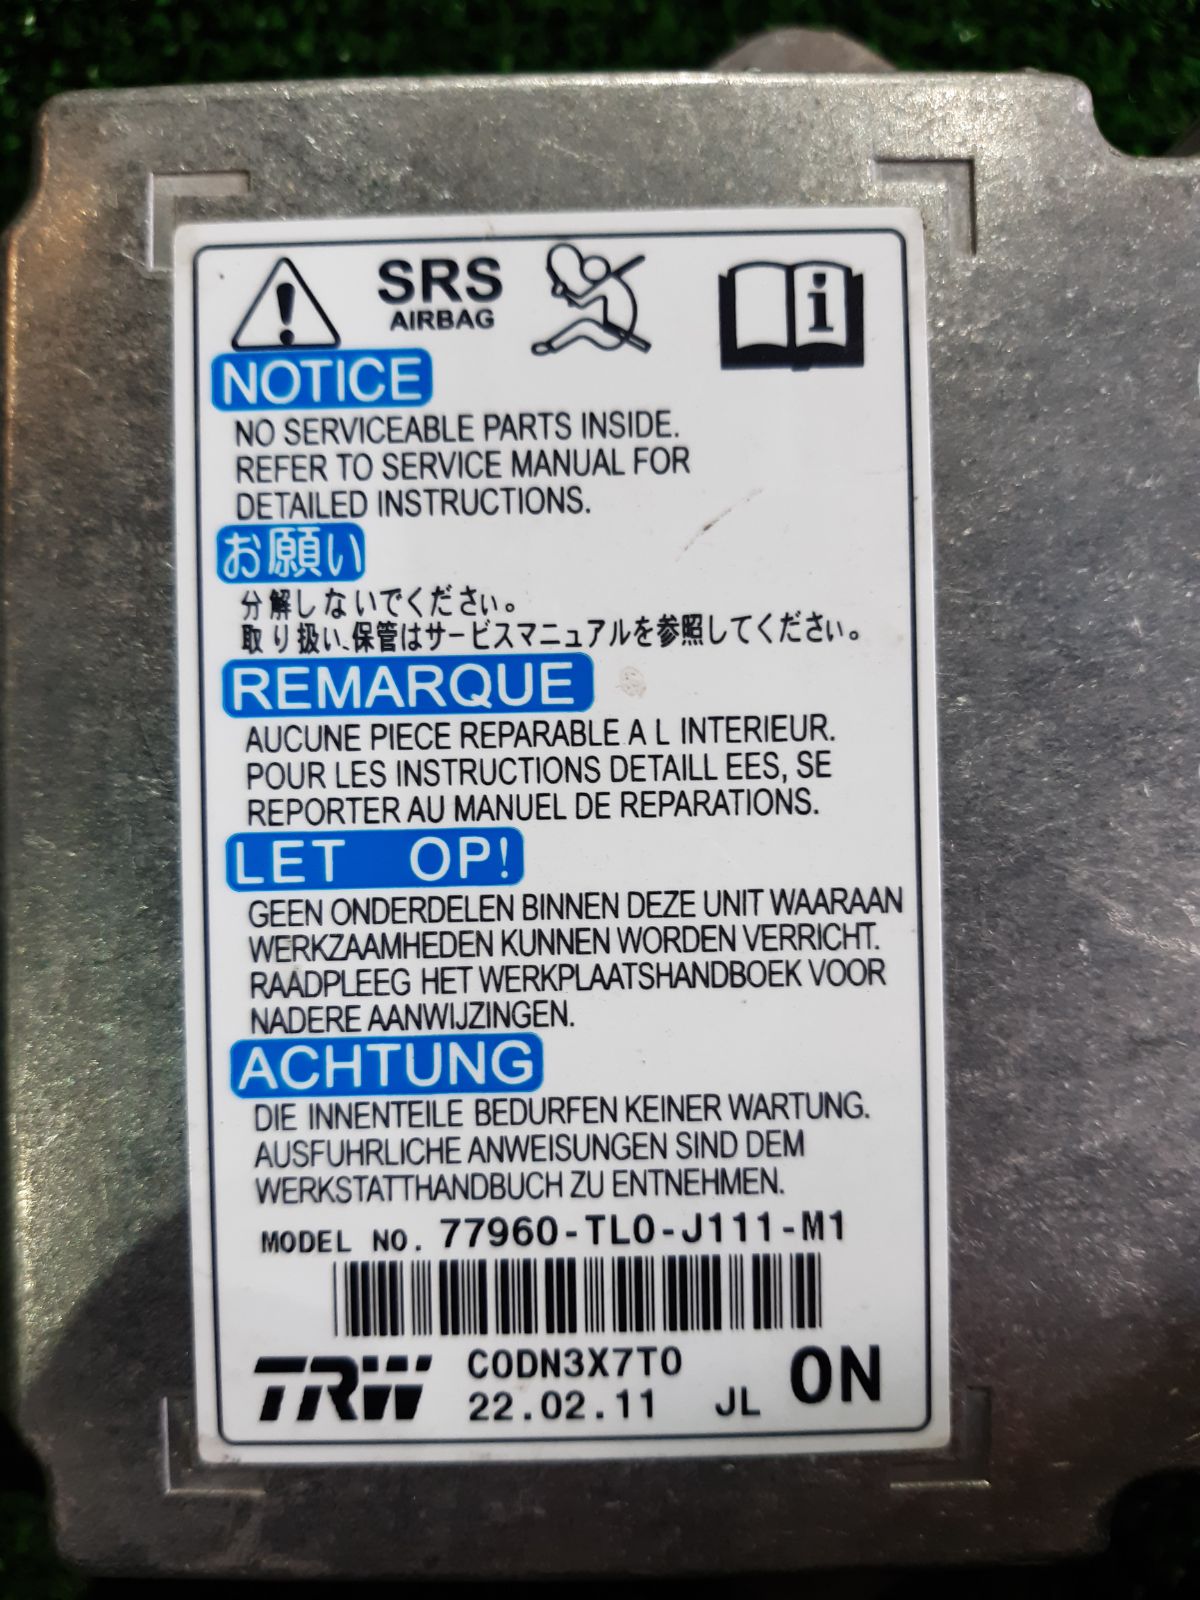 SRS
AIRBAG
i
NOTICE
NO SERVICEABLE PARTS INSIDE.
REFER TO SERVICE MANUAL FOR
DETAILED INSTRUCTIONS.
お願い
分解しないでください。
取り扱い、保管はサービスマニュアルを参照してください。
REMARQUE
AUCUNE PIECE REPARABLE A L INTERIEUR.
POUR LES INSTRUCTIONS DETAILL EES, SE
REPORTER AU MANUEL DE REPARATIONS.
LET OP!
GEEN ONDERDELEN BINNEN DEZE UNIT WAARAAN
WERKZAAMHEDEN KUNNEN WORDEN VERRICHT.
RAADPLEEG HET WERKPLAATSHANDBOEK VOOR
NADERE AANWIJZINGEN.
ACHTUNG
DIE INNENTEILE BEDURFEN KEINER WARTUNG.
AUSFUHRLICHE ANWEISUNGEN SIND DEM
WERKSTATTHANDBUCH ZU ENTNEHMEN.
MODEL NO. 77960-TL0-J111-M1
TRW C0DN3X7T0 0N
22.02.11 JL